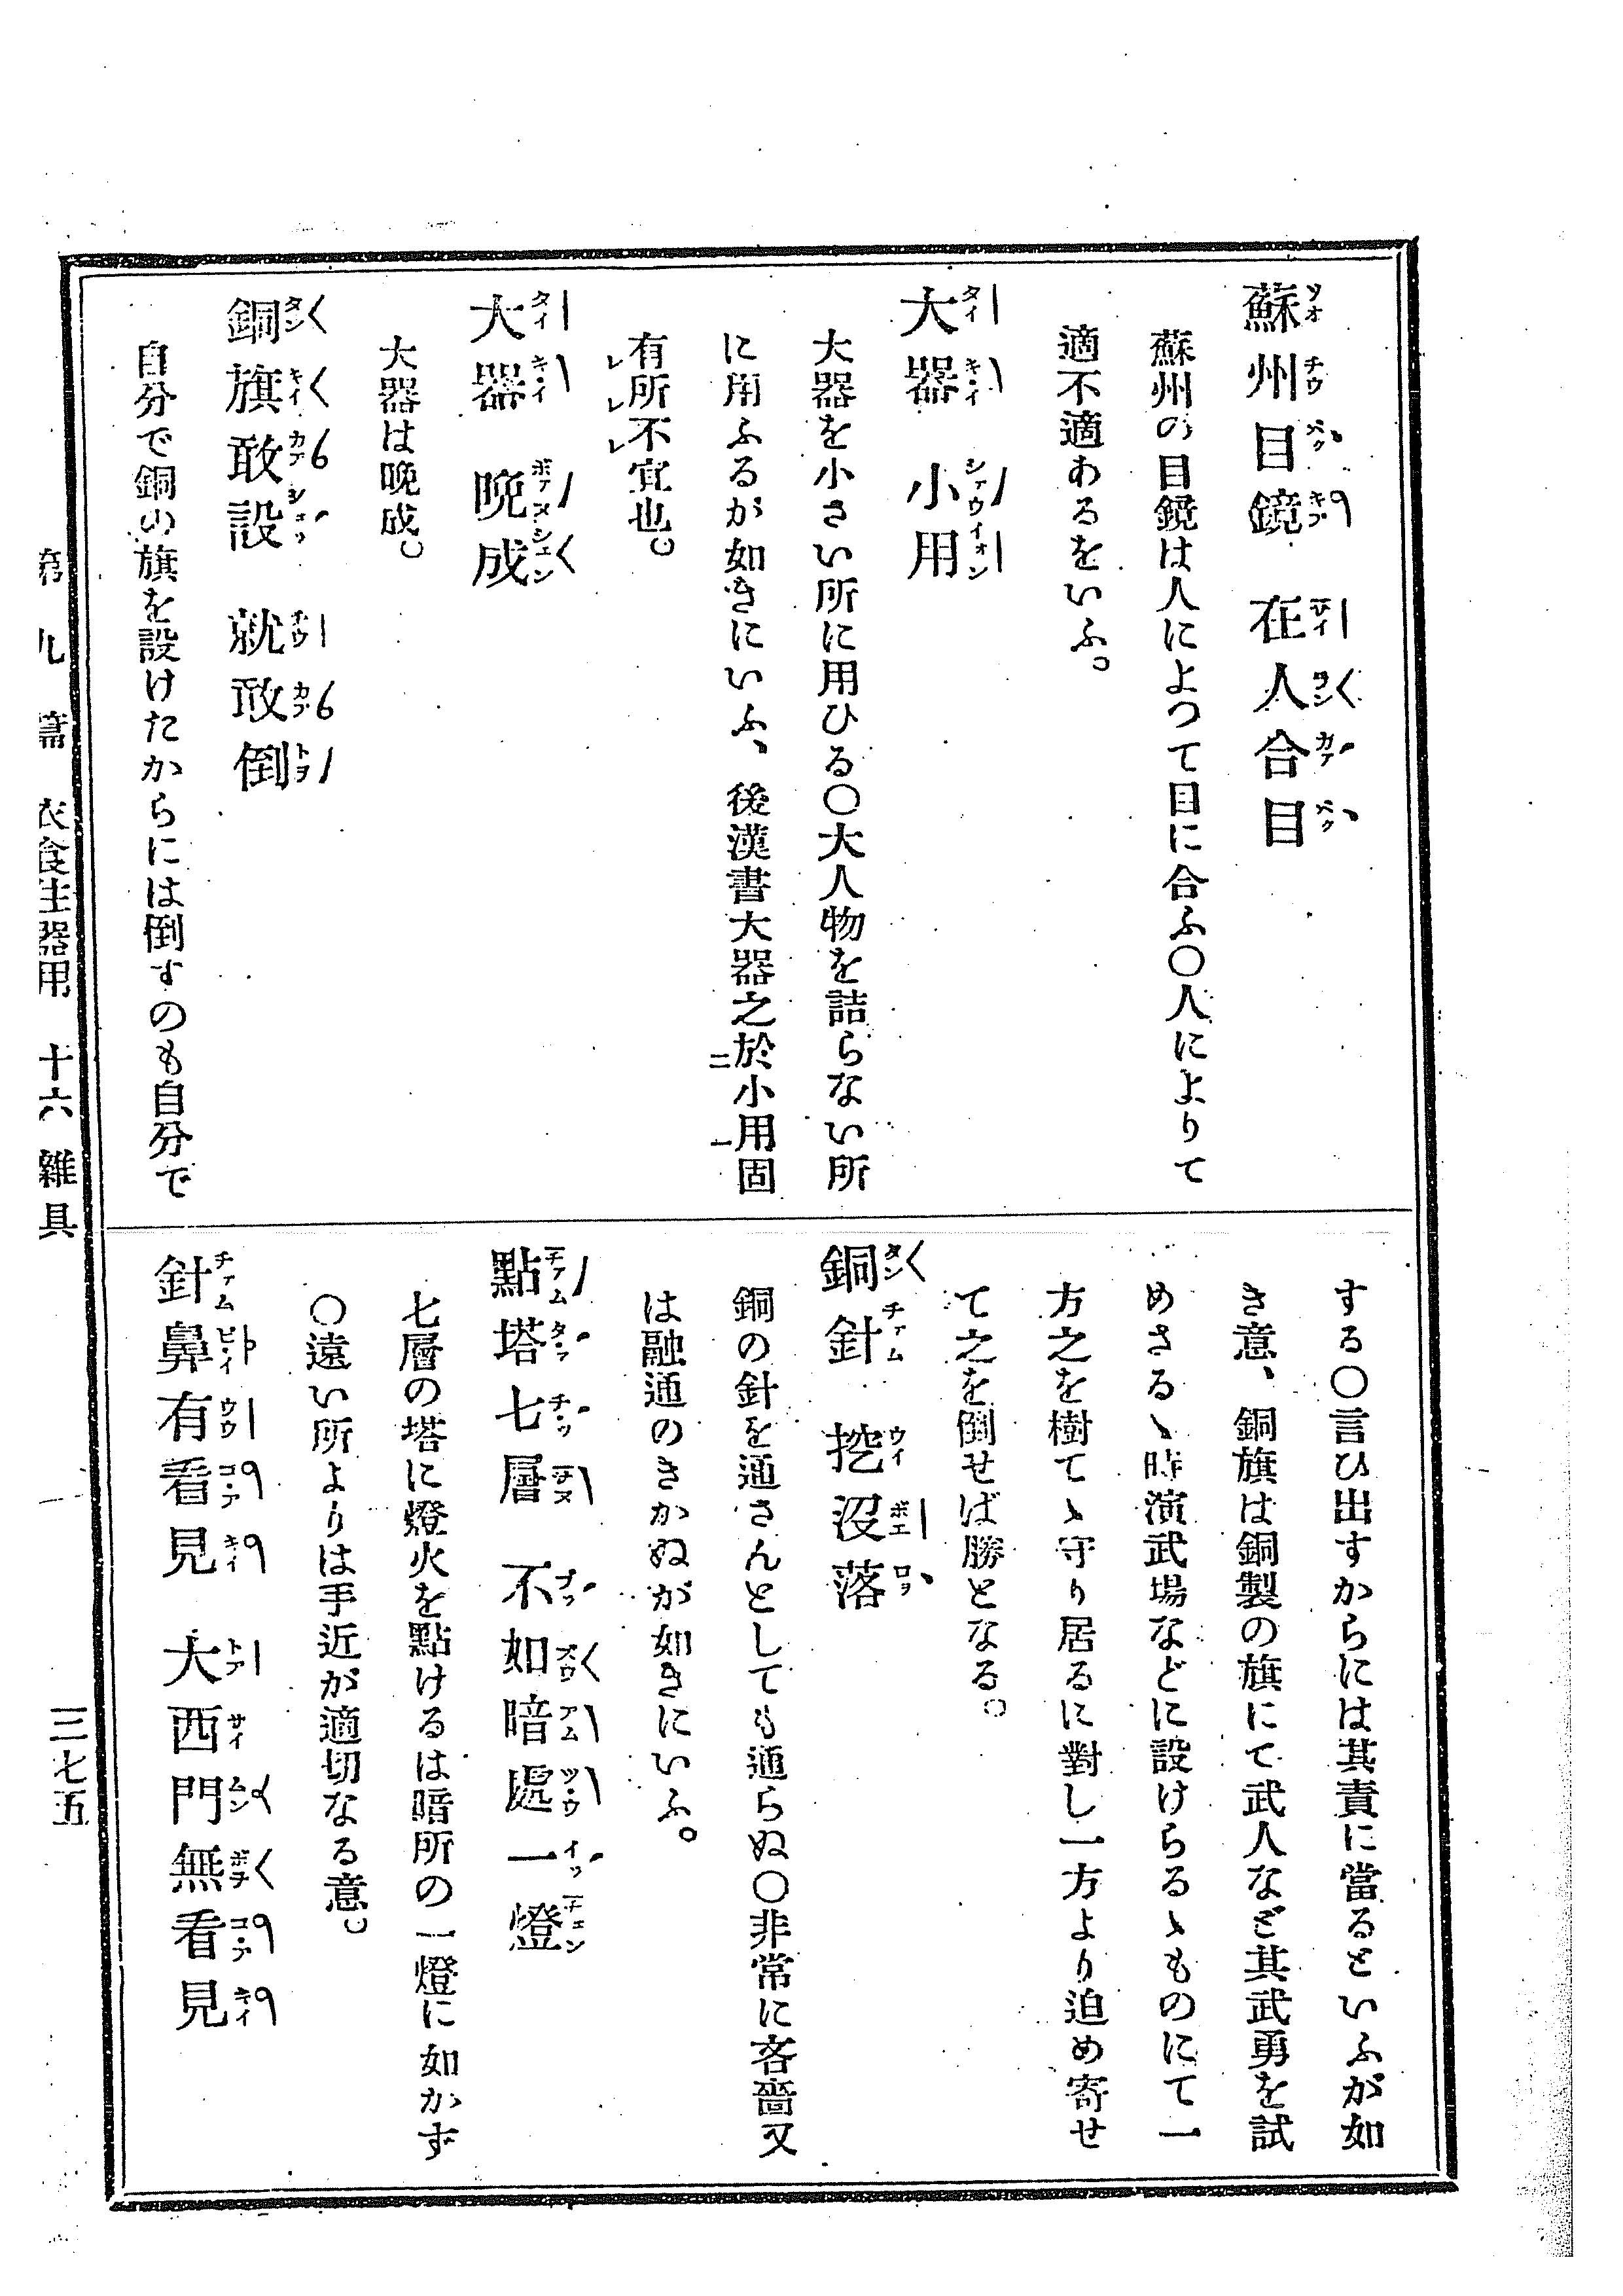 蘇州目鏡 在人合目
蘇州の目鏡は人によつて目に合ふ〇人によりて
適不適あるをいふ。
大器 小用
大器を小さい所に用ひる〇大人物を詰らない所
に用ふるが如きにいふ、後漢書大器之於小用固
有所不宜也。
大器 晩成
大器は晩成。
銅旗敢設 就敢倒
自分で銅の旗を設けたからには倒すのも自分で
する〇言ひ出すからには其責に當るといふが如
き意、銅旗は銅製の旗にて武人など其武勇を試
めさるゝ時演武場などに設けらるゝものにて一
方之を樹てゝ守り居るに對し一方より迫め寄せ
て之を倒せば勝となる。
銅針 挖沒落
銅の針を通さんとしても通らぬ〇非常に吝嗇又
は融通のきかぬが如きにいふ。
點塔七層 不如暗處一燈
七層の塔に燈火を點けるは暗所の一燈に如かず
〇遠い所よりは手近が適切なる意。
針鼻有看見 大西門無看見
第九篇 衣食住器用 十六 雜具
三七五